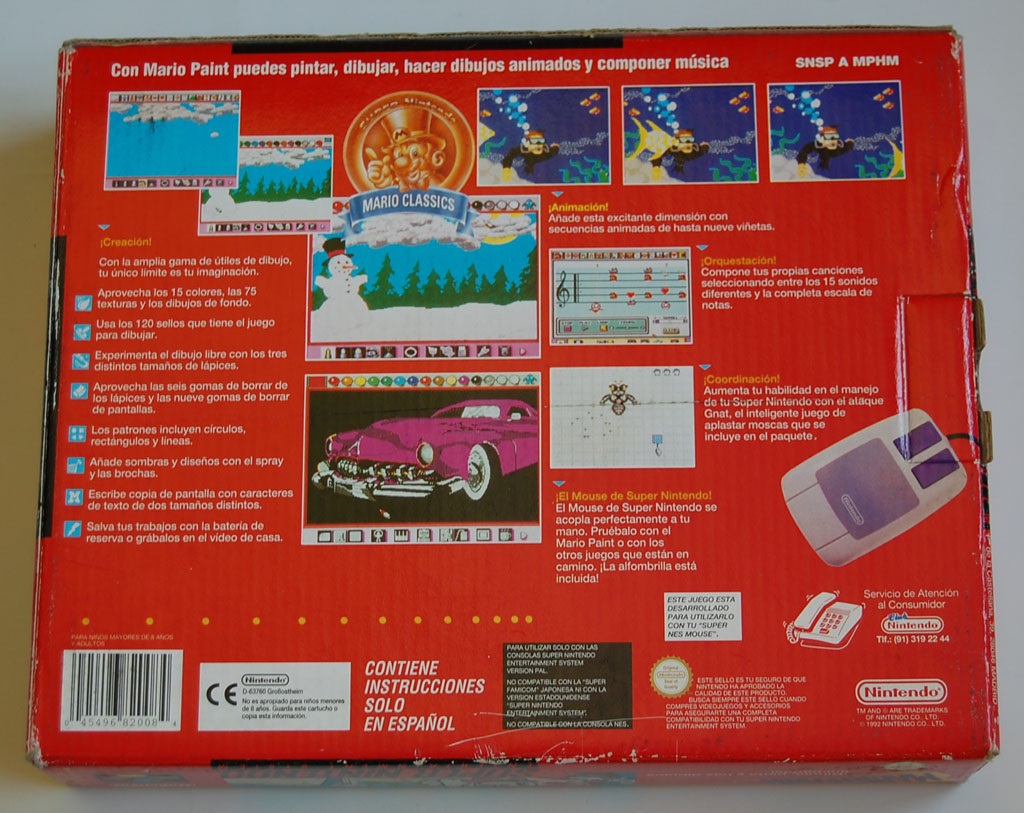 Con Mario Paint puedes pintar, dibujar, hacer dibujos animados y componer música
SNSP A MPHM
MARIO CLASSICS
¡Creación!
Con la amplia gama de útiles de dibujo,
tu único límite es tu imaginación.
Aprovecha los 15 colores, las 75
texturas y los dibujos de fondo.
Usa los 120 sellos que tiene el juego
para dibujar.
Experimenta el dibujo libre con los tres
distintos tamaños de lápices.
Aprovecha las seis gomas de borrar de
los lápices y las nueve gomas de borrar
de pantallas.
Los patrones incluyen círculos,
rectángulos y líneas.
Añade sombras y diseños con el spray
y las brochas.
Escribe copia de pantalla con caracteres
de texto de dos tamaños distintos.
Salva tus trabajos con la batería de
reserva o grábalos en el vídeo de casa.
¡Animación!
Añade esta excitante dimensión con
secuencias animadas de hasta nueve viñetas.
¡Orquestación!
Compone tus propias canciones
seleccionando entre los 15 sonidos
diferentes y la completa escala de
notas.
¡Coordinación!
Aumenta tu habilidad en el manejo
de tu Super Nintendo con el ataque
Gnat, el inteligente juego de
aplastar moscas que se
incluye en el paquete.
¡El Mouse de Super Nintendo!
El Mouse de Super Nintendo se
acopla perfectamente a tu
mano. Pruébalo con el
Mario Paint o con los
otros juegos que están en
camino. ¡La alfombrilla está
incluida!
Nintendo
ESTE JUEGO ESTA
DESARROLLADO
PARA UTILIZARLO
CON TU "SUPER
NES MOUSE".
Servicio de Atención
al Consumidor
Club
Nintendo
Tlf.: (91) 319 22 44
PARA NIÑOS MAYORES DE 8 AÑOS
Y ADULTOS
0 45496 82008 4
CE
Nintendo
D-63760 Großostheim
No es apropiado para niños menores
de 8 años. Guarda este cartucho o
copia esta información.
CONTIENE
INSTRUCCIONES
SOLO
EN ESPAÑOL
PARA UTILIZAR SOLO CON LAS
CONSOLAS SUPER NINTENDO
ENTERTAINMENT SYSTEM
VERSION PAL.
NO COMPATIBLE CON LA "SUPER
FAMICOM" JAPONESA NI CON LA
VERSION ESTADOUNIDENSE
"SUPER NINTENDO
ENTERTAINMENT SYSTEM"
NO COMPATIBLE CON LA CONSOLA NES.
Original
Nintendo
Seal of
Quality
ESTE SELLO ES TU SEGURO DE QUE
NINTENDO HA APROBADO LA
CALIDAD DE ESTE PRODUCTO.
BUSCA SIEMPRE ESTE SELLO CUANDO
COMPRES VIDEOJUEGOS Y ACCESORIOS
PARA ASEGURARTE UNA COMPLETA
COMPATIBILIDAD CON TU SUPER NINTENDO
ENTERTAINMENT SYSTEM.
Nintendo®
TM AND ® ARE TRADEMARKS
OF NINTENDO CO., LTD.
© 1992 NINTENDO CO., LTD.